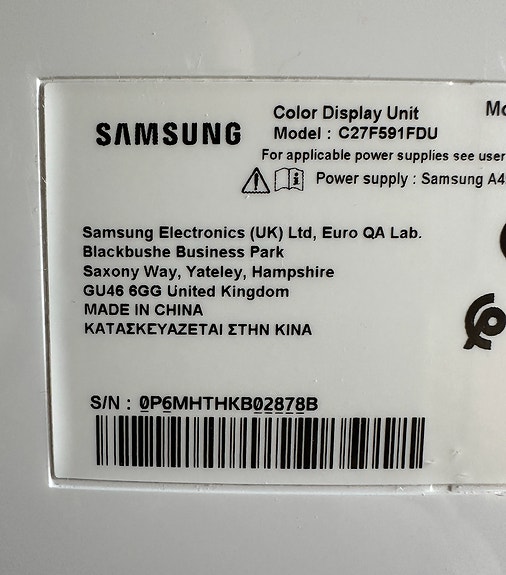 SAMSUNG
Color Display Unit
Model : C27F591FDU
For applicable power supplies see user
Power supply : Samsung
Samsung Electronics (UK) Ltd, Euro QA Lab.
Blackbushe Business Park
Saxony Way, Yateley, Hampshire
GU46 6GG United Kingdom
MADE IN CHINA
ΚΑΤΑΣΚΕΥΑΖΕΤΑΙ ΣΤΗΝ ΚΙΝΑ
S/N : 0P6MHTHKB02878B